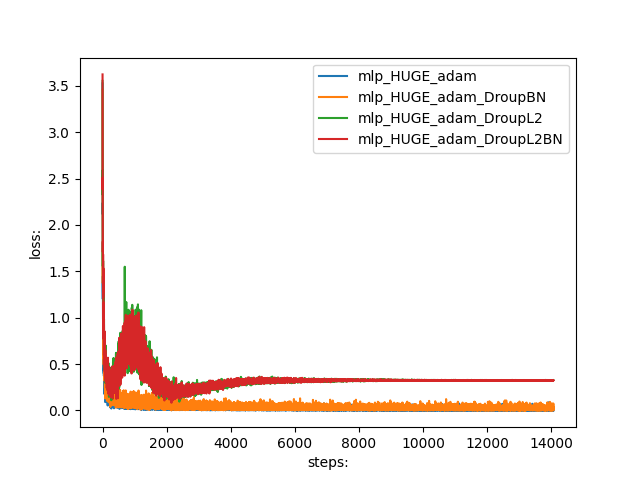 mlp_HUGE_adam
mlp_HUGE_adam_DroupBN
mlp_HUGE_adam_DroupL2
mlp_HUGE_adam_DroupL2BN
loss:
3.5
3.0
2.5
2.0
1.5
1.0
0.5
0.0
0 2000 4000 6000 8000 10000 12000 14000
steps: